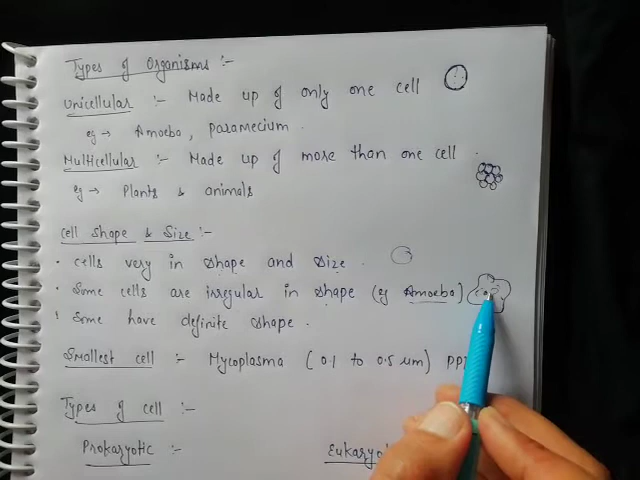 Types of Organisms :-
Unicellular :- Made up of only one cell
eg → Amoeba, paramecium.
Multicellular :- Made up of more than one cell.
eg → Plants & animals
Cell Shape & Size :-
• Cells very in shape and size.
• Some cells are irregular in shape (eg Amoeba)
• Some have definite shape.
Smallest cell :- Mycoplasma (0.1 to 0.5 µm)
Types of cell :-
Prokaryotic :-